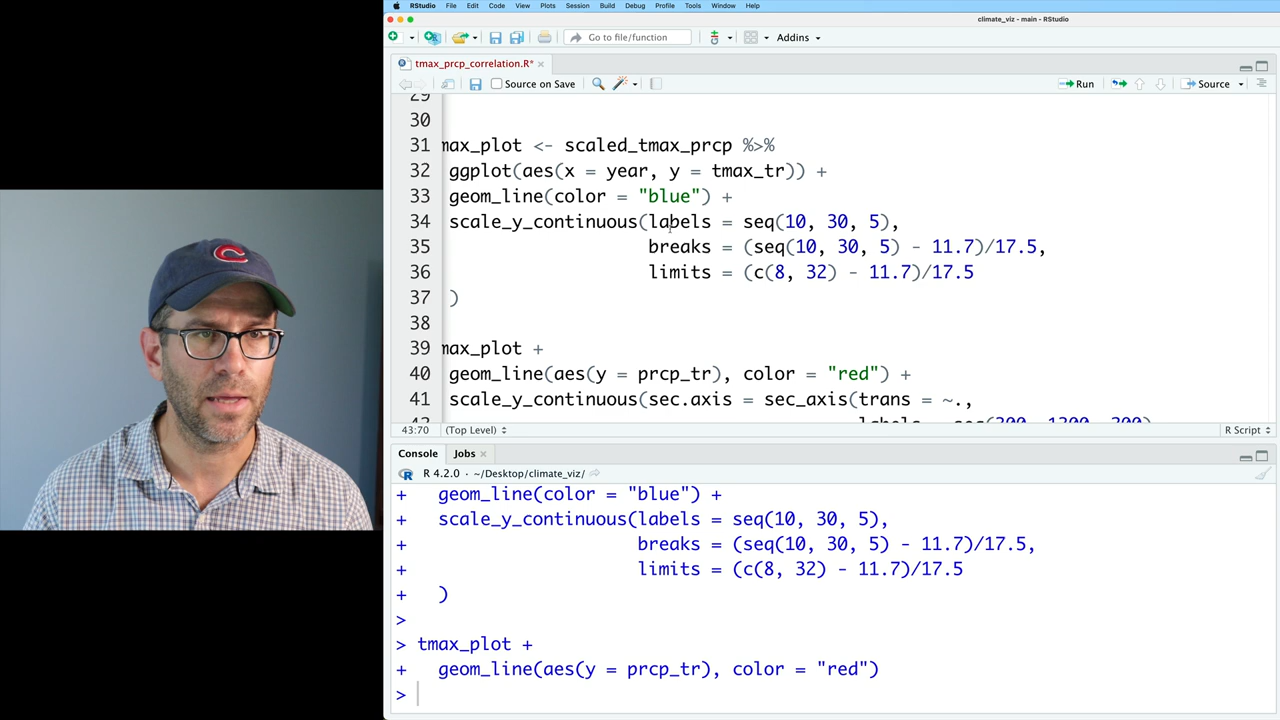 RStudio File Edit Code View Plots Session Build Debug Profile Tools Window Help
climate_viz - main - RStudio
Go to file/function Addins
tmax_prcp_correlation.R*
Source on Save Run Source
29
30
31 max_plot <- scaled_tmax_prcp %>%
32 ggplot(aes(x = year, y = tmax_tr)) +
33 geom_line(color = "blue") +
34 scale_y_continuous(labels = seq(10, 30, 5),
35 breaks = (seq(10, 30, 5) - 11.7)/17.5,
36 limits = (c(8, 32) - 11.7)/17.5
37 )
38
39 max_plot +
40 geom_line(aes(y = prcp_tr), color = "red") +
41 scale_y_continuous(sec.axis = sec_axis(trans = ~.,
43:70 (Top Level) R Script
Console Jobs
R 4.2.0 · ~/Desktop/climate_viz/
+ geom_line(color = "blue") +
+ scale_y_continuous(labels = seq(10, 30, 5),
+ breaks = (seq(10, 30, 5) - 11.7)/17.5,
+ limits = (c(8, 32) - 11.7)/17.5
+ )
>
> tmax_plot +
+ geom_line(aes(y = prcp_tr), color = "red")
>